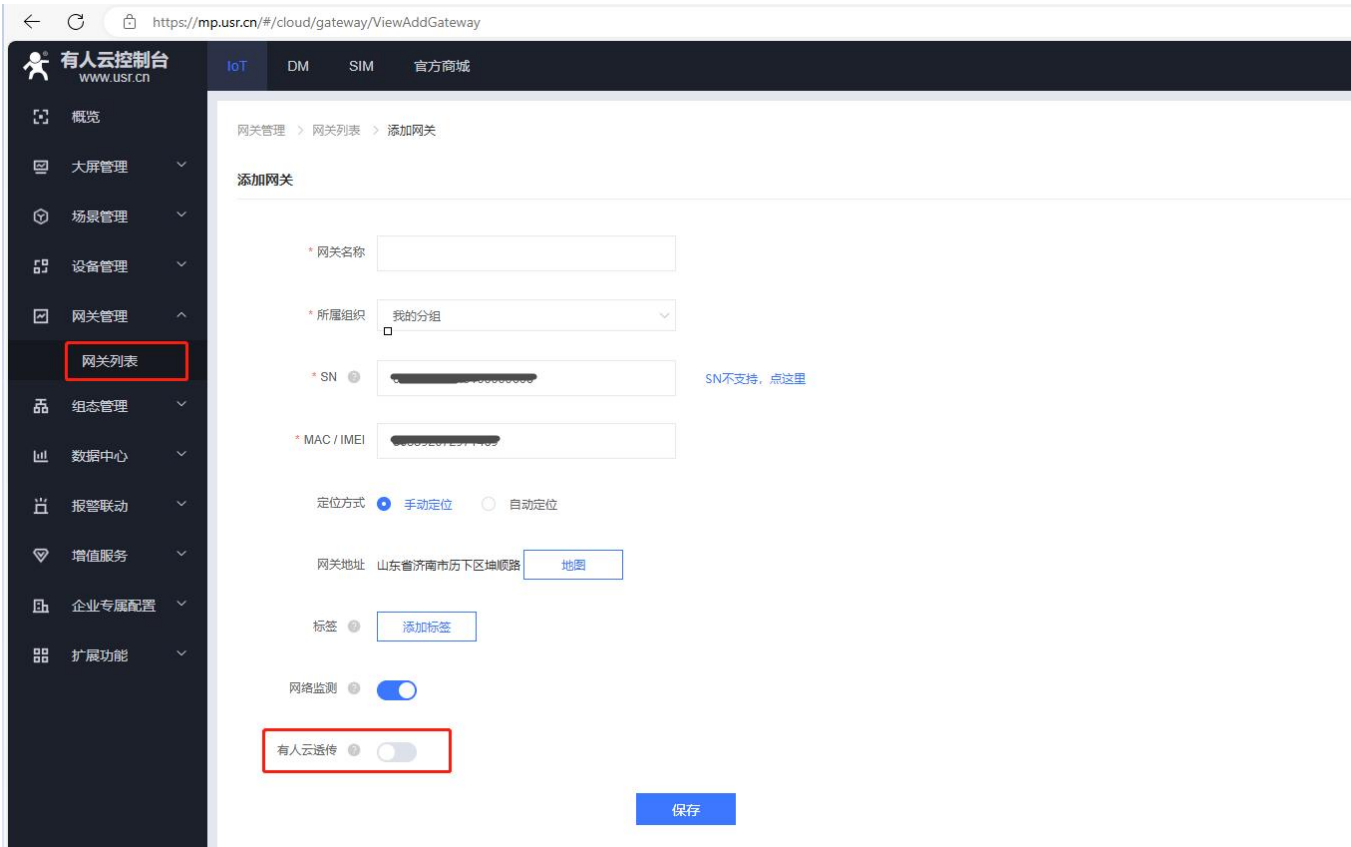 https://mp.usr.cn/#/cloud/gateway/ViewAddGateway
有人云控制台
www.usr.cn
IoT DM SIM 官方商城
概览
大屏管理
场景管理
设备管理
网关管理
网关列表
组态管理
数据中心
报警联动
增值服务
企业专属配置
扩展功能
网关管理 > 网关列表 > 添加网关
添加网关
* 网关名称
* 所属组织 我的分组
* SN SN不支持，点这里
* MAC / IMEI
定位方式 手动定位 自动定位
网关地址 山东省济南市历下区坤顺路 地图
标签 添加标签
网络监测
有人云透传
保存